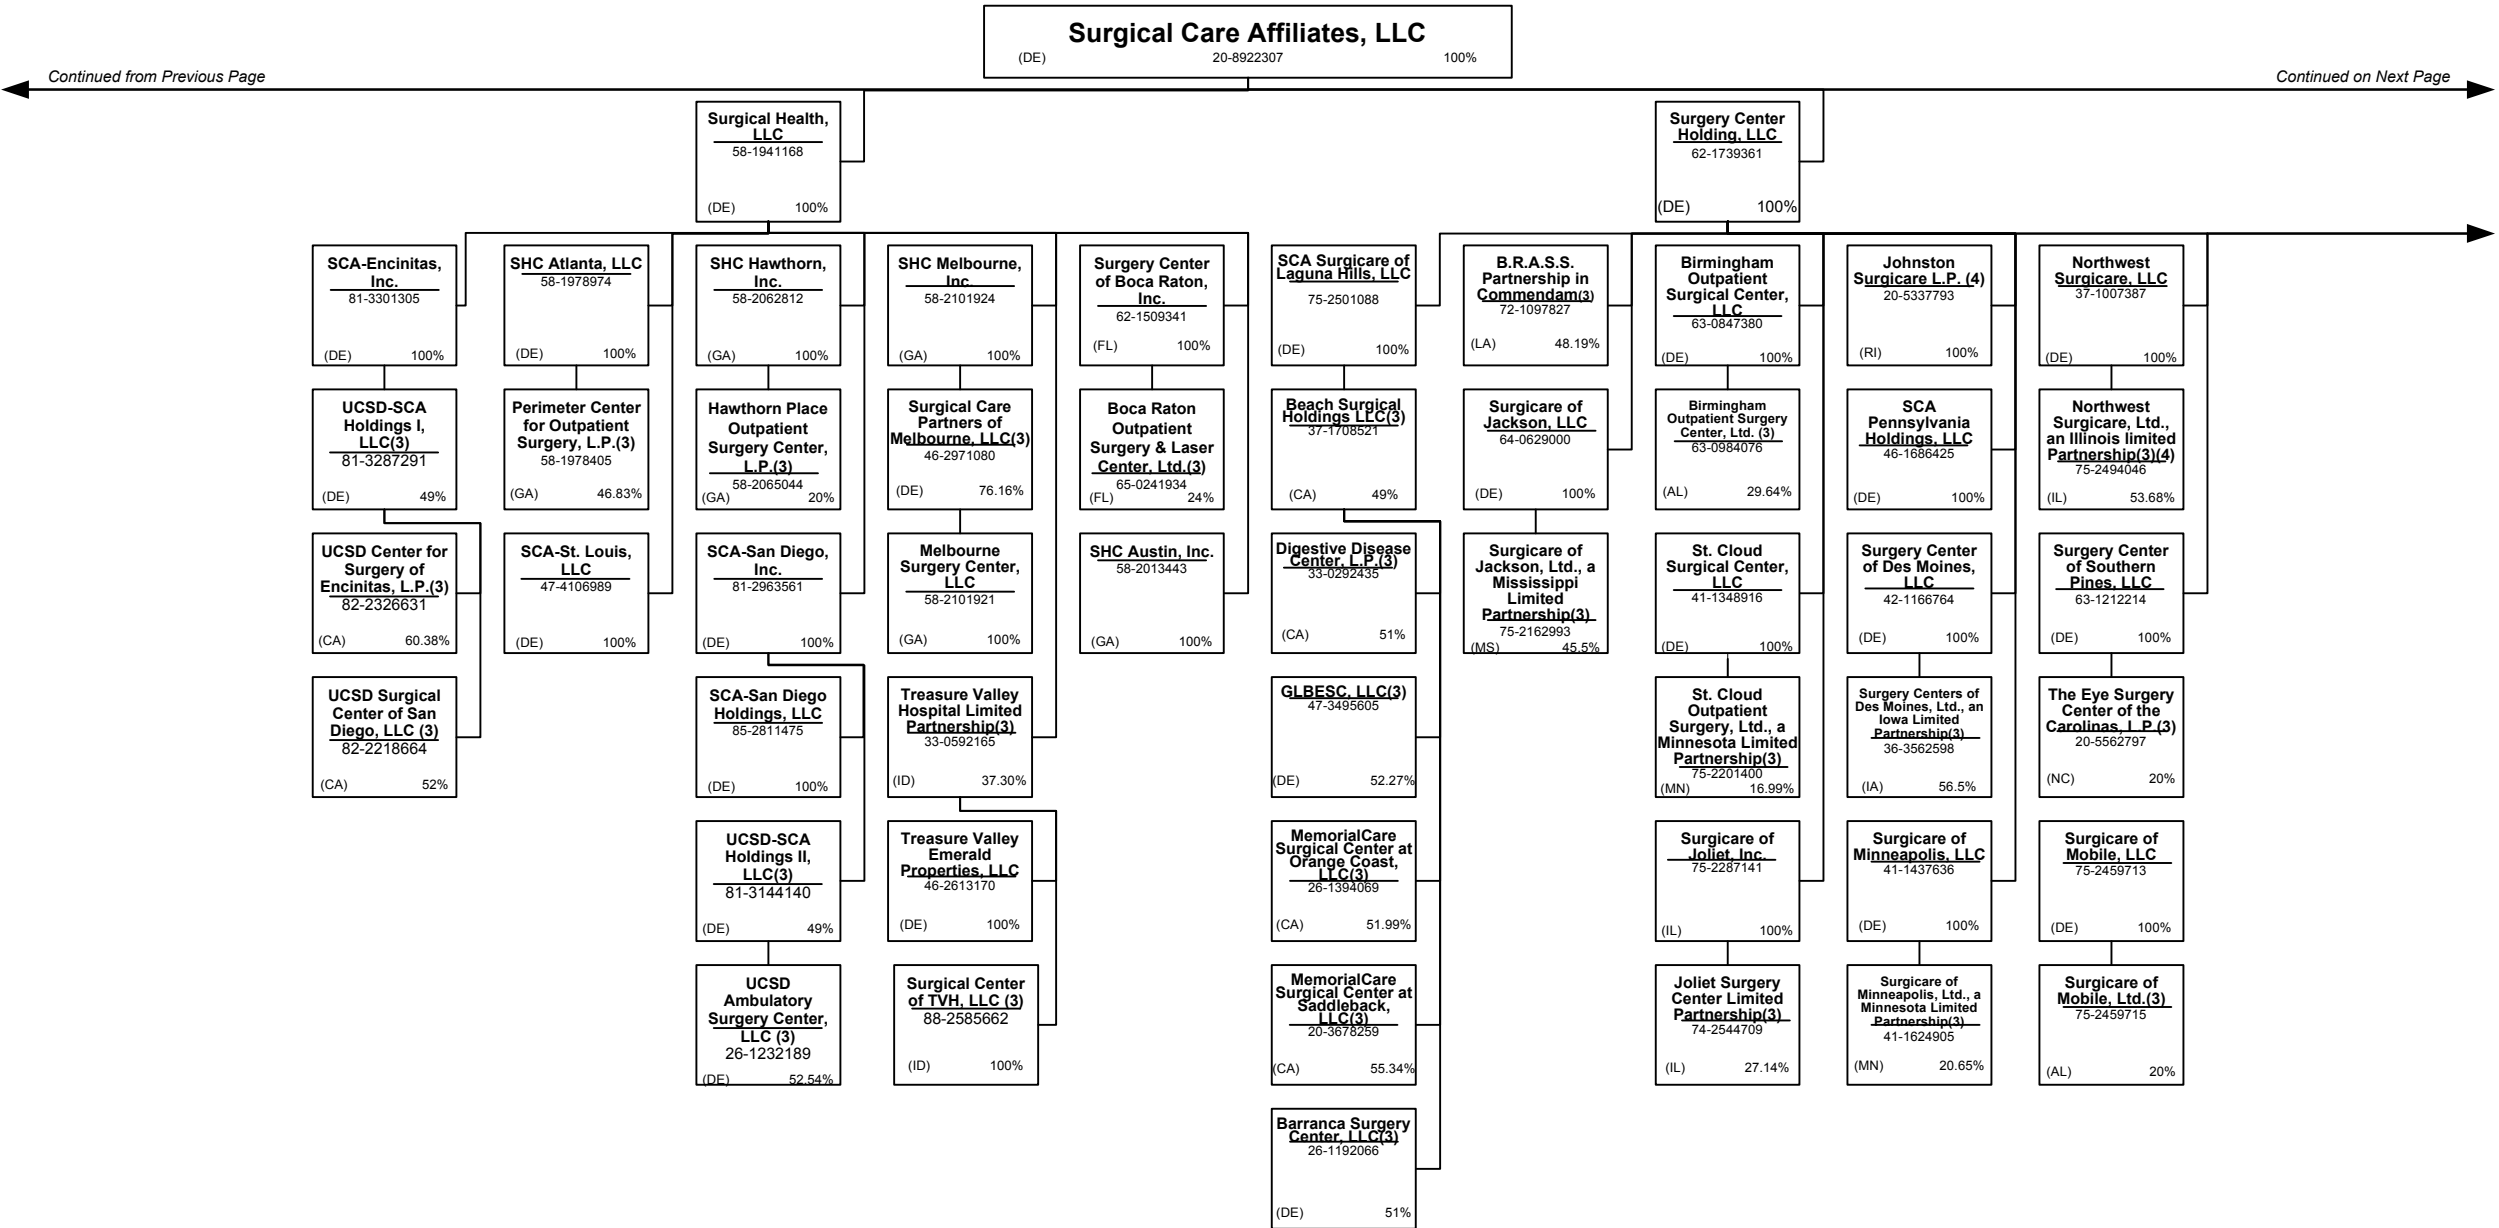 Surgical Care Affiliates, LLC
(DE) 20-8922307 100%
Continued from Previous Page
Continued on Next Page
Surgical Health,
LLC
58-1941168
(DE) 100%
Surgery Center
Holding, LLC
62-1739361
(DE) 100%
SCA-Encinitas,
Inc.
81-3301305
(DE) 100%
SHC Atlanta, LLC
58-1978974
(DE) 100%
SHC Hawthorn,
Inc.
58-2062812
(GA) 100%
SHC Melbourne,
Inc.
58-2101924
(GA) 100%
Surgery Center
of Boca Raton,
Inc.
62-1509341
(FL) 100%
SCA Surgicare of
Laguna Hills, LLC
75-2501088
(DE) 100%
B.R.A.S.S.
Partnership in
Commendam(3)
72-1097827
(LA) 48.19%
Birmingham
Outpatient
Surgical Center,
LLC
63-0847380
(DE) 100%
Johnston
Surgicare L.P. (4)
20-5337793
(RI) 100%
Northwest
Surgicare, LLC
37-1007387
(DE) 100%
UCSD-SCA
Holdings I,
LLC(3)
81-3287291
(DE) 49%
Perimeter Center
for Outpatient
Surgery, L.P.(3)
58-1978405
(GA) 46.83%
Hawthorn Place
Outpatient
Surgery Center,
L.P.(3)
58-2065044
(GA) 20%
Surgical Care
Partners of
Melbourne, LLC(3)
46-2971080
(DE) 76.16%
Boca Raton
Outpatient
Surgery & Laser
Center, Ltd.(3)
65-0241934
(FL) 24%
Beach Surgical
Holdings LLC(3)
37-1708521
(CA) 49%
Surgicare of
Jackson, LLC
64-0629000
(DE) 100%
Birmingham
Outpatient Surgery
Center, Ltd. (3)
63-0984076
(AL) 29.64%
SCA
Pennsylvania
Holdings, LLC
46-1686425
(DE) 100%
Northwest
Surgicare, Ltd.,
an Illinois limited
Partnership(3)(4)
75-2494046
(IL) 53.68%
UCSD Center for
Surgery of
Encinitas, L.P.(3)
82-2326631
(CA) 60.38%
SCA-St. Louis,
LLC
47-4106989
(DE) 100%
SCA-San Diego,
Inc.
81-2963561
(DE) 100%
Melbourne
Surgery Center,
LLC
58-2101921
(GA) 100%
SHC Austin, Inc.
58-2013443
(GA) 100%
Digestive Disease
Center, L.P.(3)
33-0292435
(CA) 51%
Surgicare of
Jackson, Ltd., a
Mississippi
Limited
Partnership(3)
75-2162993
(MS) 45.5%
St. Cloud
Surgical Center,
LLC
41-1348916
(DE) 100%
Surgery Center
of Des Moines,
LLC
42-1166764
(DE) 100%
Surgery Center
of Southern
Pines, LLC
63-1212214
(DE) 100%
UCSD Surgical
Center of San
Diego, LLC (3)
82-2218664
(CA) 52%
SCA-San Diego
Holdings, LLC
85-2811475
(DE) 100%
Treasure Valley
Hospital Limited
Partnership(3)
33-0592165
(ID) 37.30%
GLBESC, LLC(3)
47-3495605
(DE) 52.27%
St. Cloud
Outpatient
Surgery, Ltd., a
Minnesota Limited
Partnership(3)
75-2201400
(MN) 16.99%
Surgery Centers of
Des Moines, Ltd., an
Iowa Limited
Partnership(3)
36-3562598
(IA) 56.5%
The Eye Surgery
Center of the
Carolinas, L.P.(3)
20-5562797
(NC) 20%
UCSD-SCA
Holdings II,
LLC(3)
81-3144140
(DE) 49%
Treasure Valley
Emerald
Properties, LLC
46-2613170
(DE) 100%
MemorialCare
Surgical Center at
Orange Coast,
LLC(3)
26-1394069
(CA) 51.99%
Surgicare of
Joliet, Inc.
75-2287141
(IL) 100%
Surgicare of
Minneapolis, LLC
41-1437636
(DE) 100%
Surgicare of
Mobile, LLC
75-2459713
(DE) 100%
UCSD
Ambulatory
Surgery Center,
LLC (3)
26-1232189
(DE) 52.54%
Surgical Center
of TVH, LLC (3)
88-2585662
(ID) 100%
MemorialCare
Surgical Center at
Saddleback,
LLC(3)
20-3678259
(CA) 55.34%
Joliet Surgery
Center Limited
Partnership(3)
74-2544709
(IL) 27.14%
Surgicare of
Minneapolis, Ltd., a
Minnesota Limited
Partnership(3)
41-1624905
(MN) 20.65%
Surgicare of
Mobile, Ltd.(3)
75-2459715
(AL) 20%
Barranca Surgery
Center, LLC(3)
26-1192066
(DE) 51%